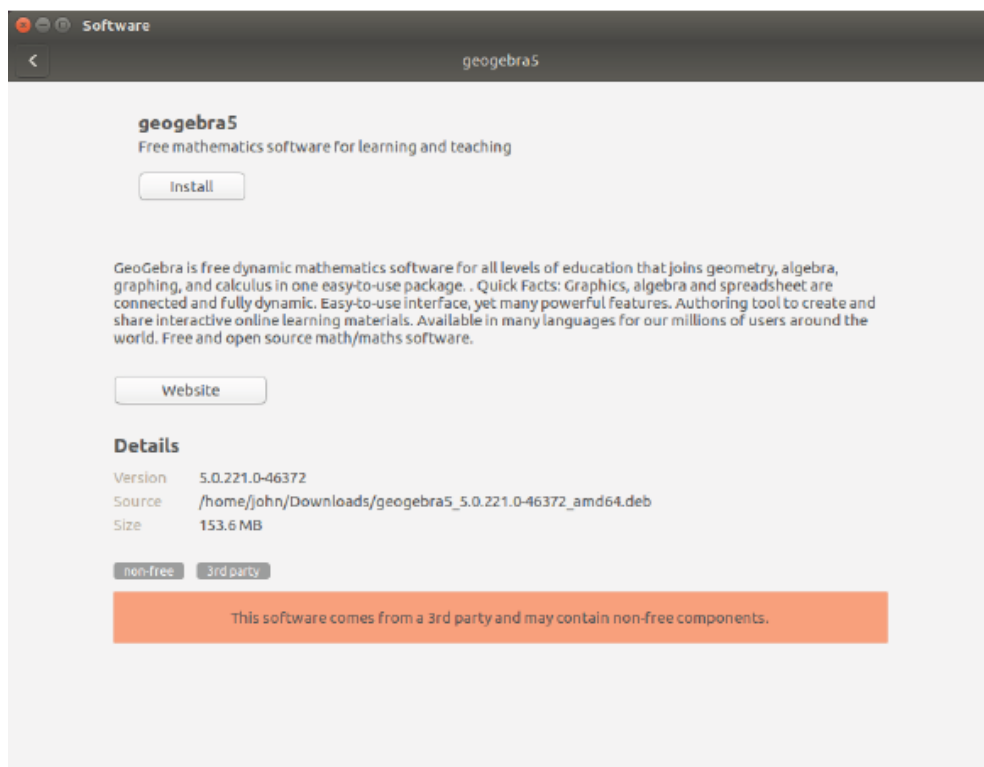 Software
geogebra5
geogebra5
Free mathematics software for learning and teaching
Install
GeoGebra is free dynamic mathematics software for all levels of education that joins geometry, algebra,
graphing, and calculus in one easy-to-use package. . Quick Facts: Graphics, algebra and spreadsheet are
connected and fully dynamic. Easy-to-use interface, yet many powerful features. Authoring tool to create and
share interactive online learning materials. Available in many languages for our millions of users around the
world. Free and open source math/maths software.
Website
Details
Version 5.0.221.0-46372
Source /home/john/Downloads/geogebra5_5.0.221.0-46372_amd64.deb
Size 153.6 MB
non-free 3rd party
This software comes from a 3rd party and may contain non-free components.